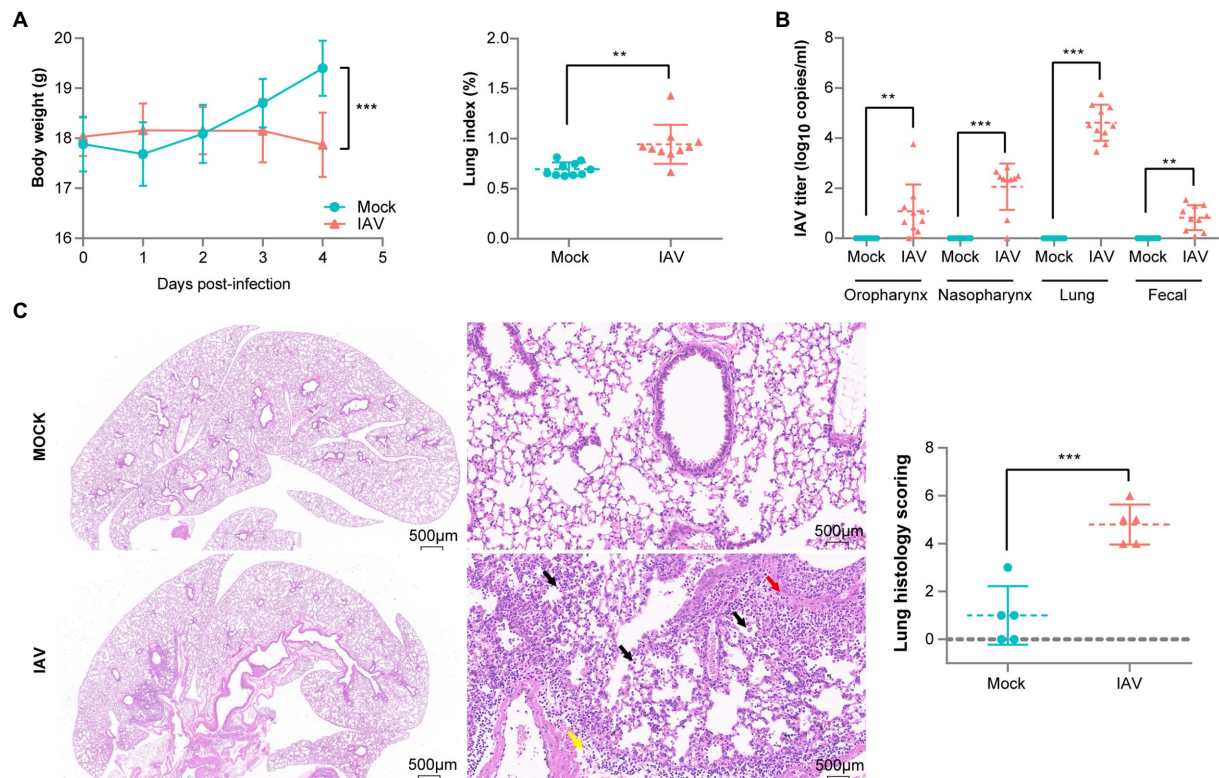 A
Body weight (g)
20
19
18
17
16
0 1 2 3 4 5
Days post-infection
Mock
IAV
***
Lung index (%)
2.0
1.5
1.0
0.5
0.0
Mock IAV
**
B
IAV titer (log10 copies/ml)
8
6
4
2
0
** *** *** **
Mock IAV Mock IAV Mock IAV Mock IAV
Oropharynx Nasopharynx Lung Fecal
C
MOCK
500μm
500μm
IAV
500μm
500μm
Lung histology scoring
8
6
4
2
0
***
Mock IAV